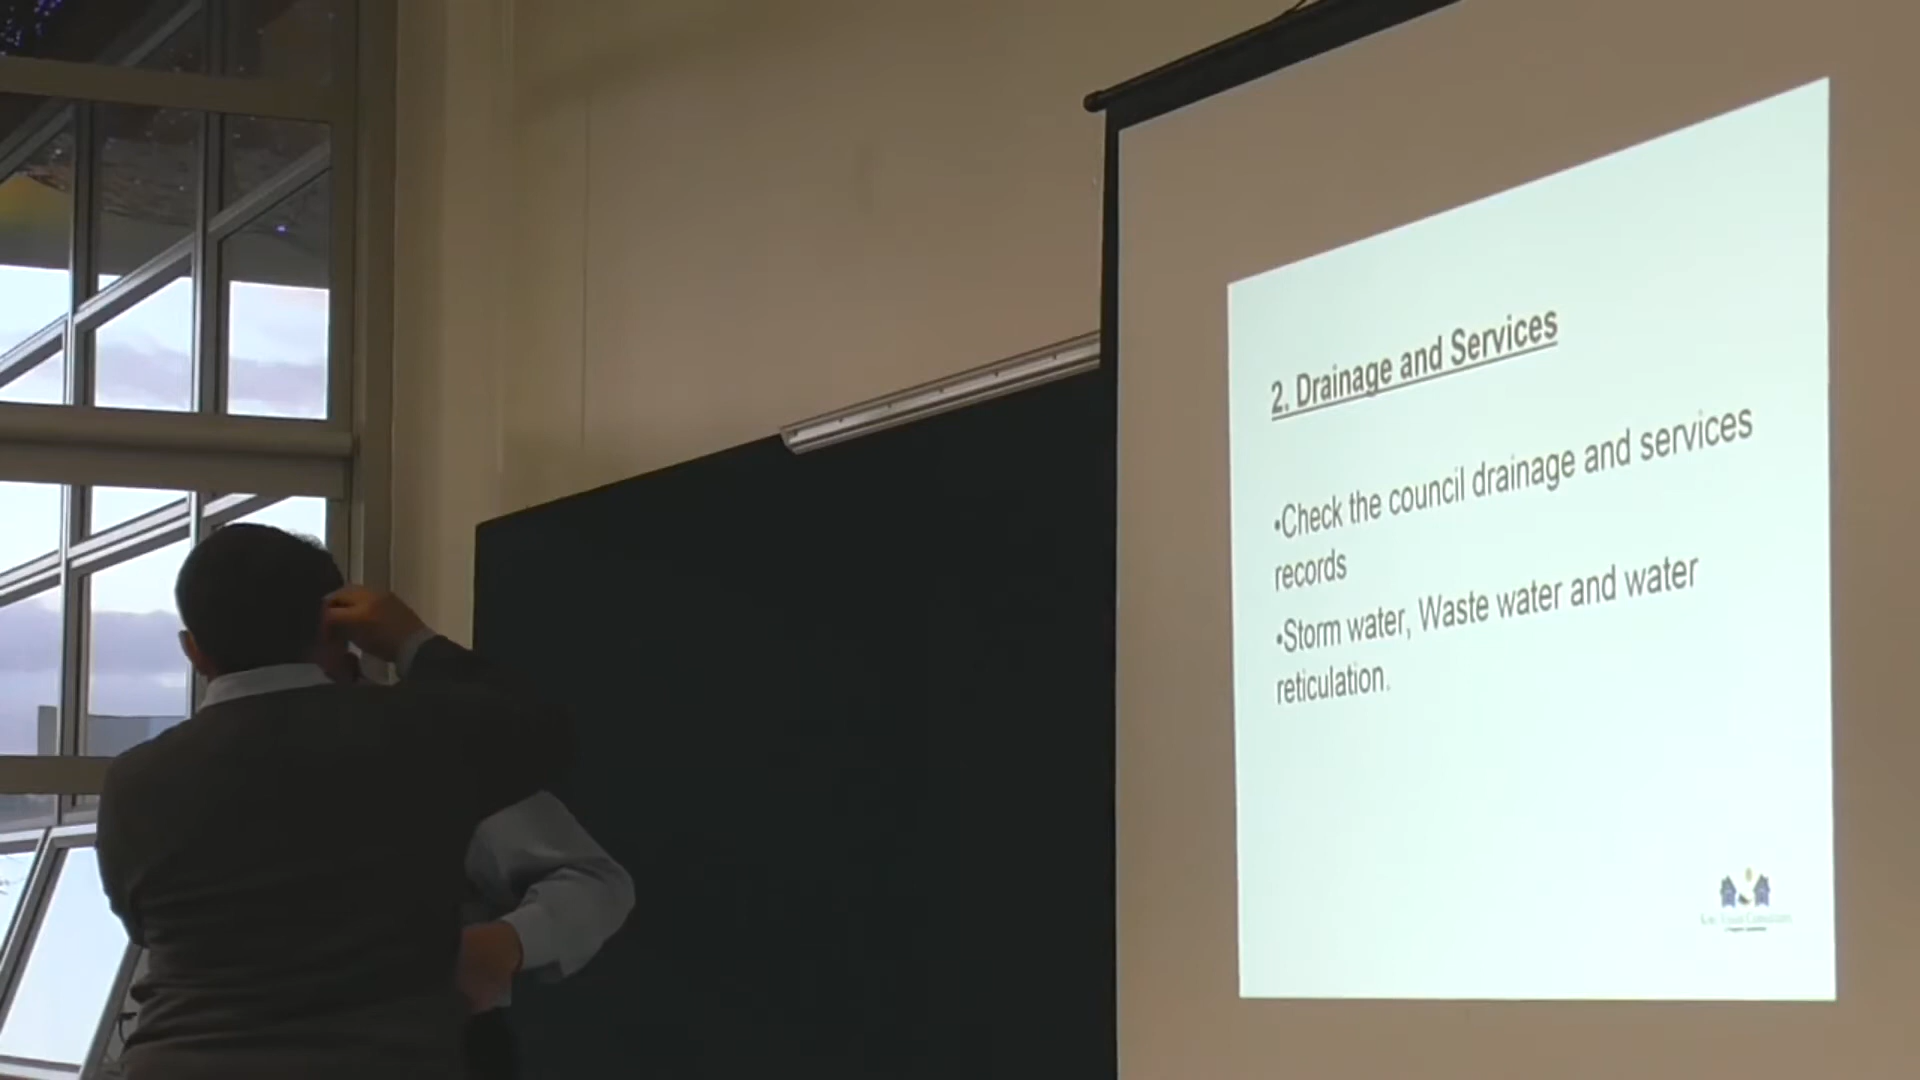 2. Drainage and Services
•Check the council drainage and services
records
•Storm water, Waste water and water
reticulation.